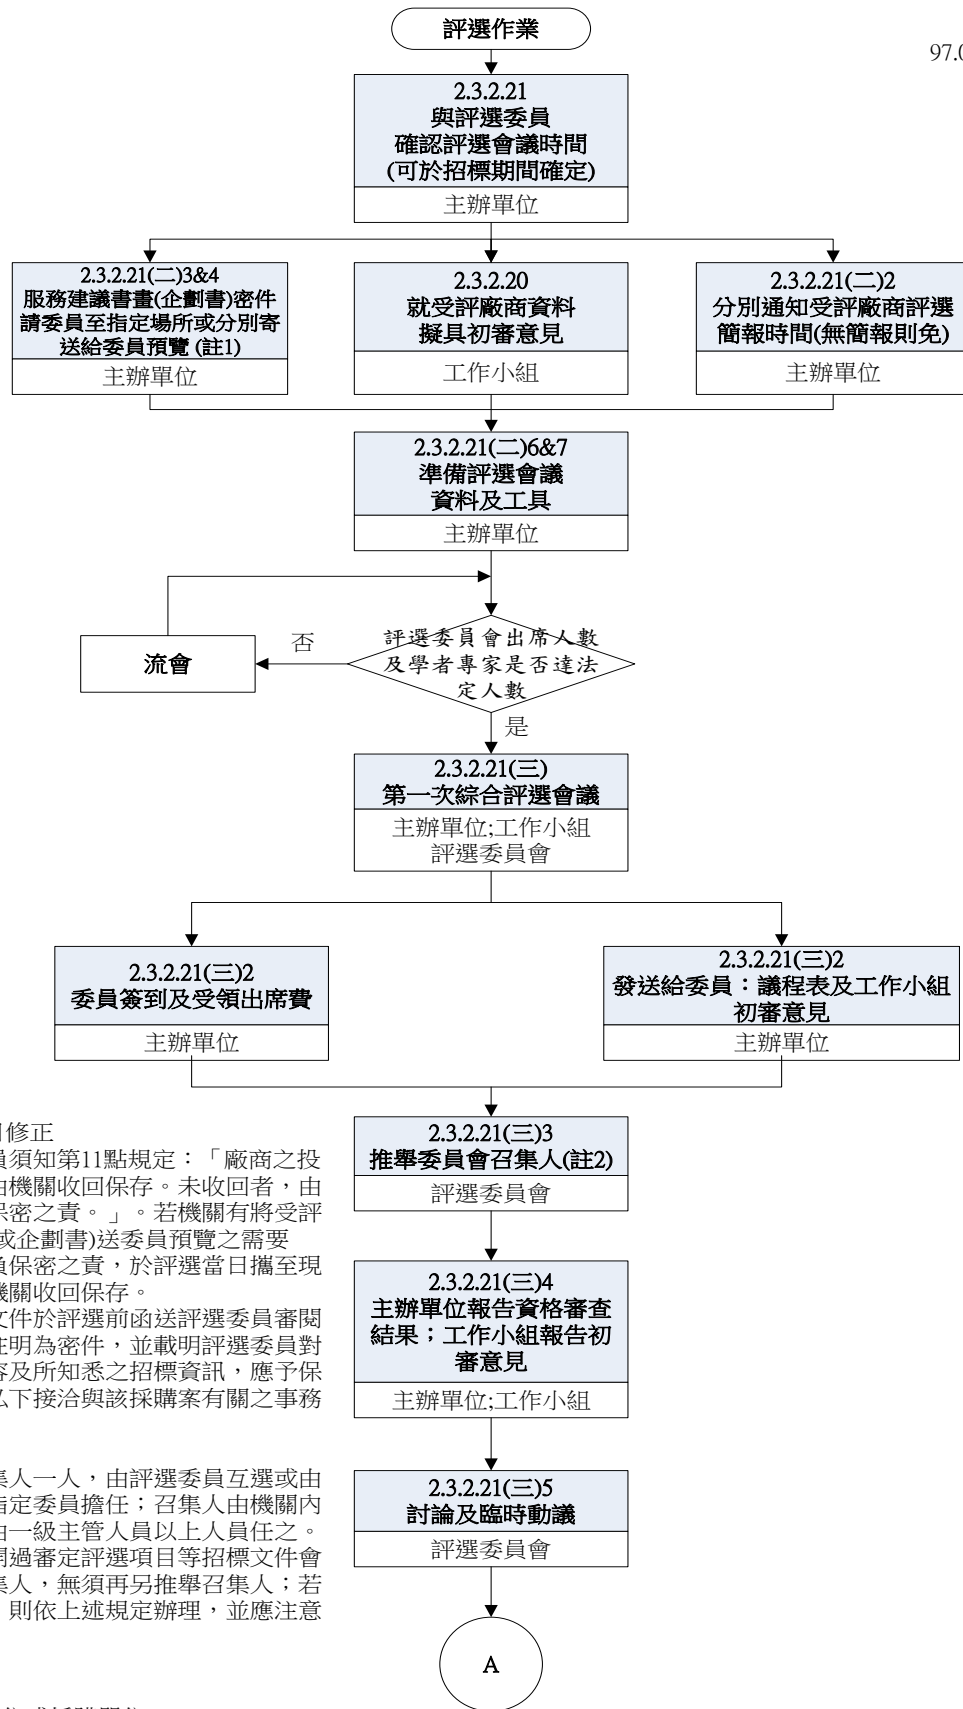 評選作業
97.0
2.3.2.21
與評選委員
確認評選會議時間
(可於招標期間確定)
主辦單位
2.3.2.21(二)3&4
服務建議書畫(企劃書)密件
請委員至指定場所或分別寄
送給委員預覽 (註1)
主辦單位
2.3.2.20
就受評廠商資料
擬具初審意見
工作小組
2.3.2.21(二)2
分別通知受評廠商評選
簡報時間(無簡報則免)
主辦單位
2.3.2.21(二)6&7
準備評選會議
資料及工具
主辦單位
評選委員會出席人數
及學者專家是否達法
定人數
否
流會
是
2.3.2.21(三)
第一次綜合評選會議
主辦單位;工作小組
評選委員會
2.3.2.21(三)2
委員簽到及受領出席費
主辦單位
2.3.2.21(三)2
發送給委員：議程表及工作小組
初審意見
主辦單位
2.3.2.21(三)3
推舉委員會召集人(註2)
評選委員會
2.3.2.21(三)4
主辦單位報告資格審查
結果；工作小組報告初
審意見
主辦單位;工作小組
2.3.2.21(三)5
討論及臨時動議
評選委員會
A
修正
員須知第11點規定：「廠商之投
由機關收回保存。未收回者，由
保密之責。」。若機關有將受評
或企劃書)送委員預覽之需要
負保密之責，於評選當日攜至現
機關收回保存。
文件於評選前函送評選委員審閱
註明為密件，並載明評選委員對
容及所知悉之招標資訊，應予保
私下接洽與該採購案有關之事務
集人一人，由評選委員互選或由
指定委員擔任；召集人由機關內
由一級主管人員以上人員任之。
開過審定評選項目等招標文件會
集人，無須再另推舉召集人；若
則依上述規定辦理，並應注意